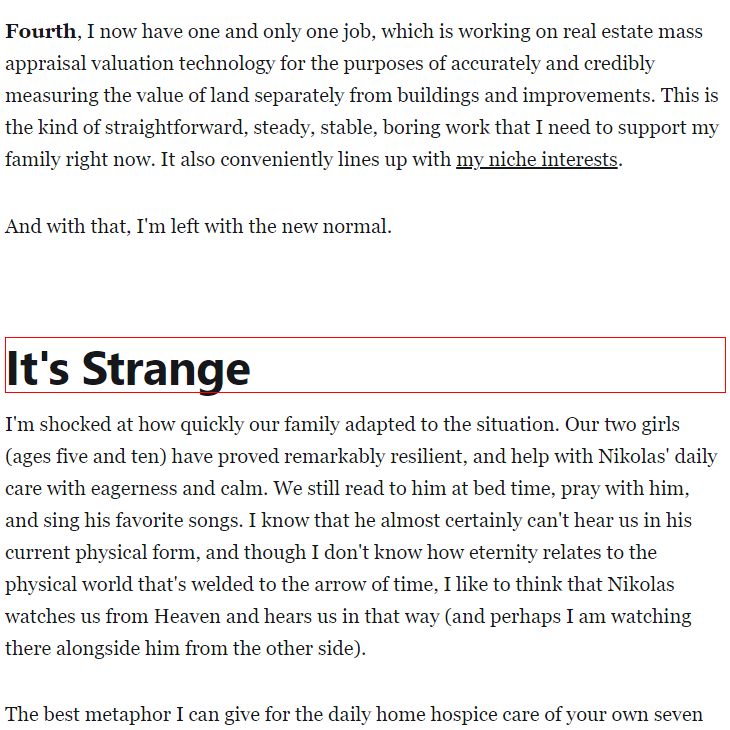 Fourth, I now have one and only one job, which is working on real estate mass
appraisal valuation technology for the purposes of accurately and credibly
measuring the value of land separately from buildings and improvements. This is
the kind of straightforward, steady, stable, boring work that I need to support my
family right now. It also conveniently lines up with my niche interests.
And with that, I'm left with the new normal.
It's Strange
I'm shocked at how quickly our family adapted to the situation. Our two girls
(ages five and ten) have proved remarkably resilient, and help with Nikolas' daily
care with eagerness and calm. We still read to him at bed time, pray with him,
and sing his favorite songs. I know that he almost certainly can't hear us in his
current physical form, and though I don't know how eternity relates to the
physical world that's welded to the arrow of time, I like to think that Nikolas
watches us from Heaven and hears us in that way (and perhaps I am watching
there alongside him from the other side).
The best metaphor I can give for the daily home hospice care of your own seven